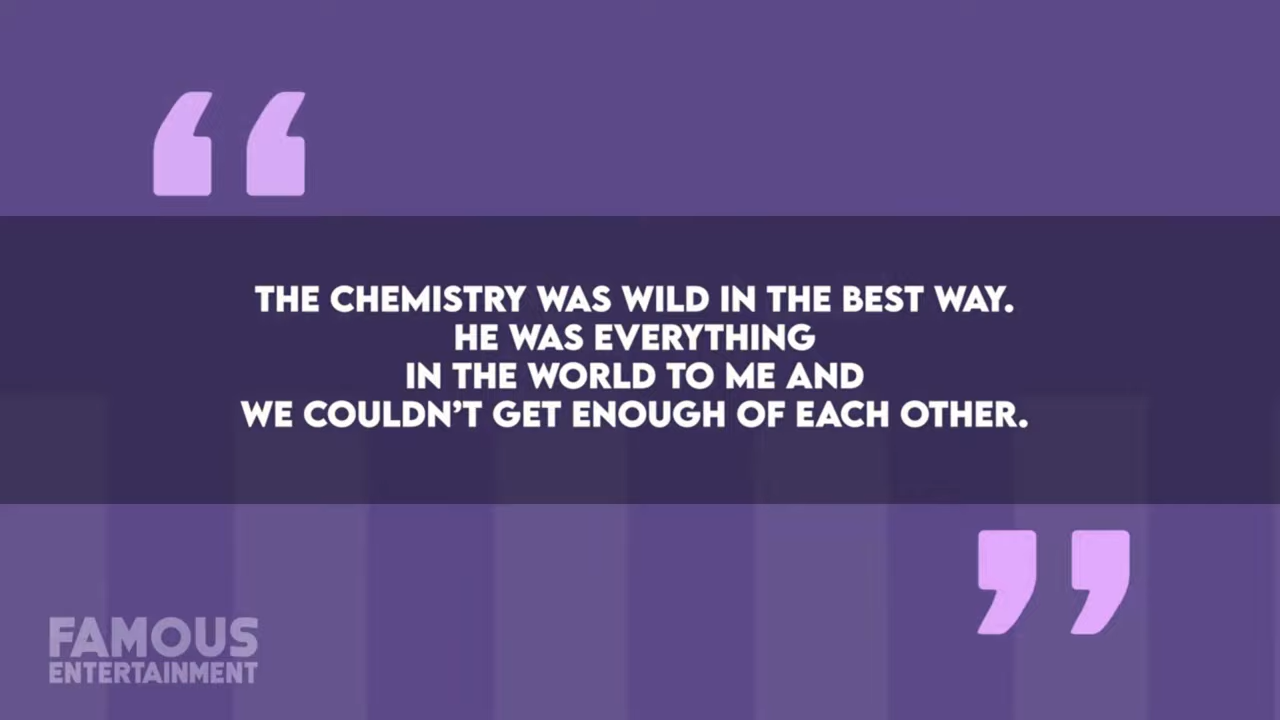 THE CHEMISTRY WAS WILD IN THE BEST WAY.
HE WAS EVERYTHING
IN THE WORLD TO ME AND
WE COULDN’T GET ENOUGH OF EACH OTHER.
FAMOUS
ENTERTAINMENT